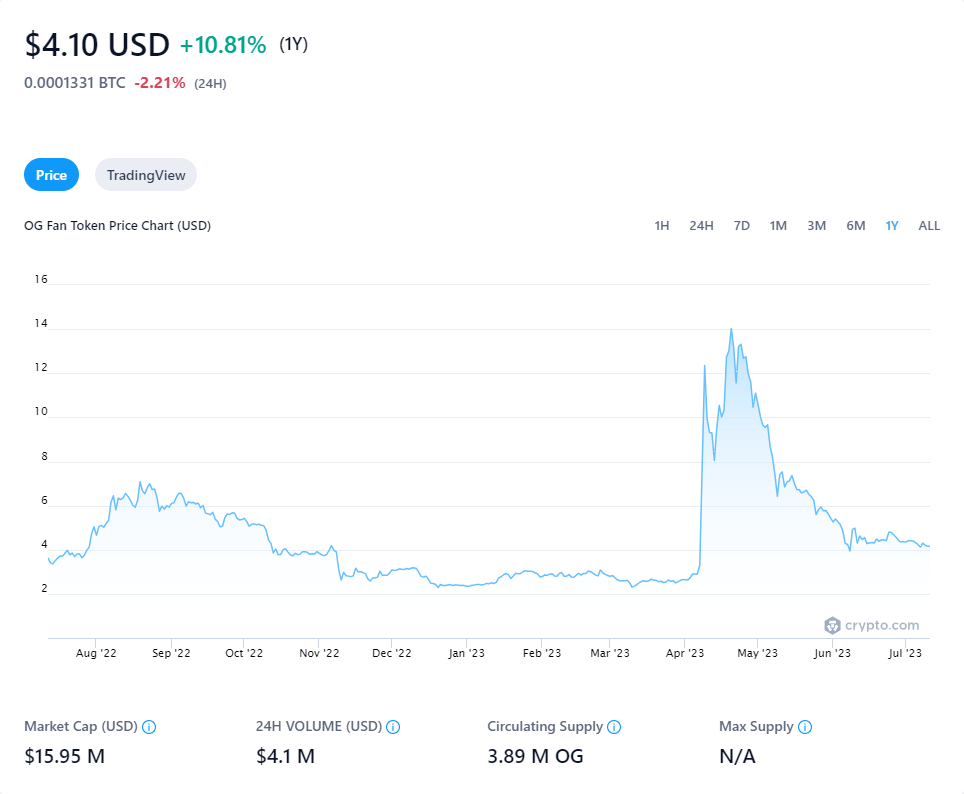 $4.10 USD +10.81% (1Y)
0.0001331 BTC -2.21% (24H)
Price TradingView
OG Fan Token Price Chart (USD) 1H 24H 7D 1M 3M 6M 1Y ALL
16
14
12
10
8
6
4
2
crypto.com
Aug '22 Sep '22 Oct '22 Nov '22 Dec '22 Jan '23 Feb '23 Mar '23 Apr '23 May '23 Jun '23 Jul '23
Market Cap (USD) 24H VOLUME (USD) Circulating Supply Max Supply
$15.95 M $4.1 M 3.89 M OG N/A